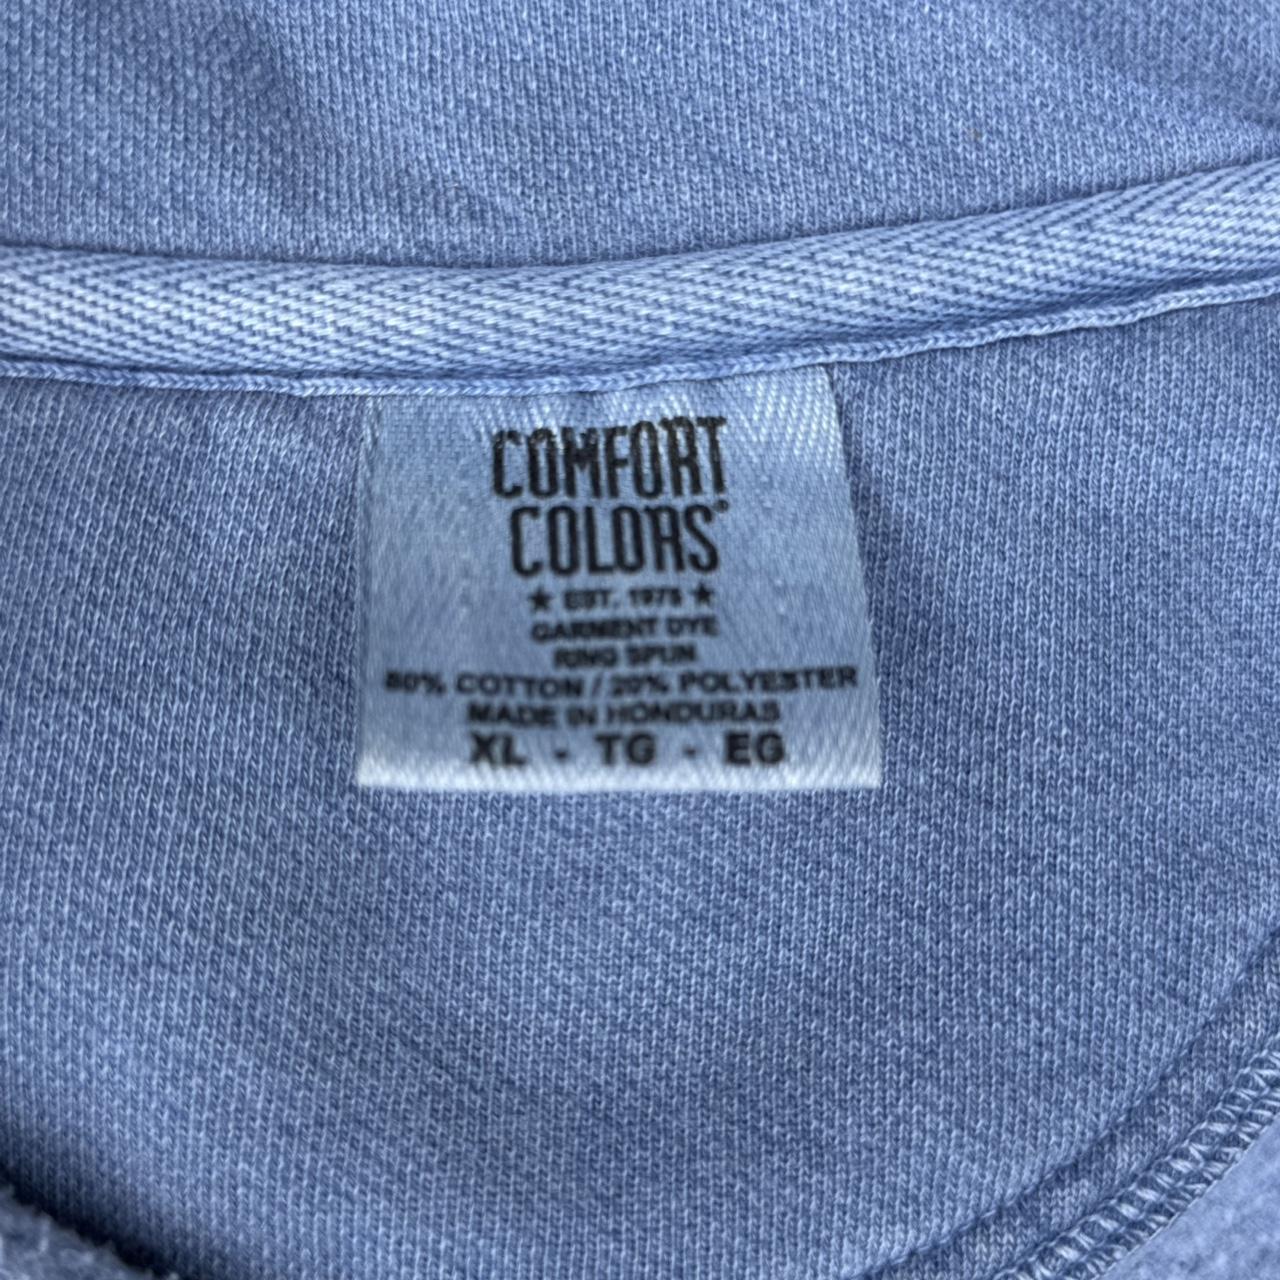 COMFORT
COLORS®
★ EST. 1975 ★
GARMENT DYE
RING SPUN
80% COTTON / 20% POLYESTER
MADE IN HONDURAS
XL - TG - EG